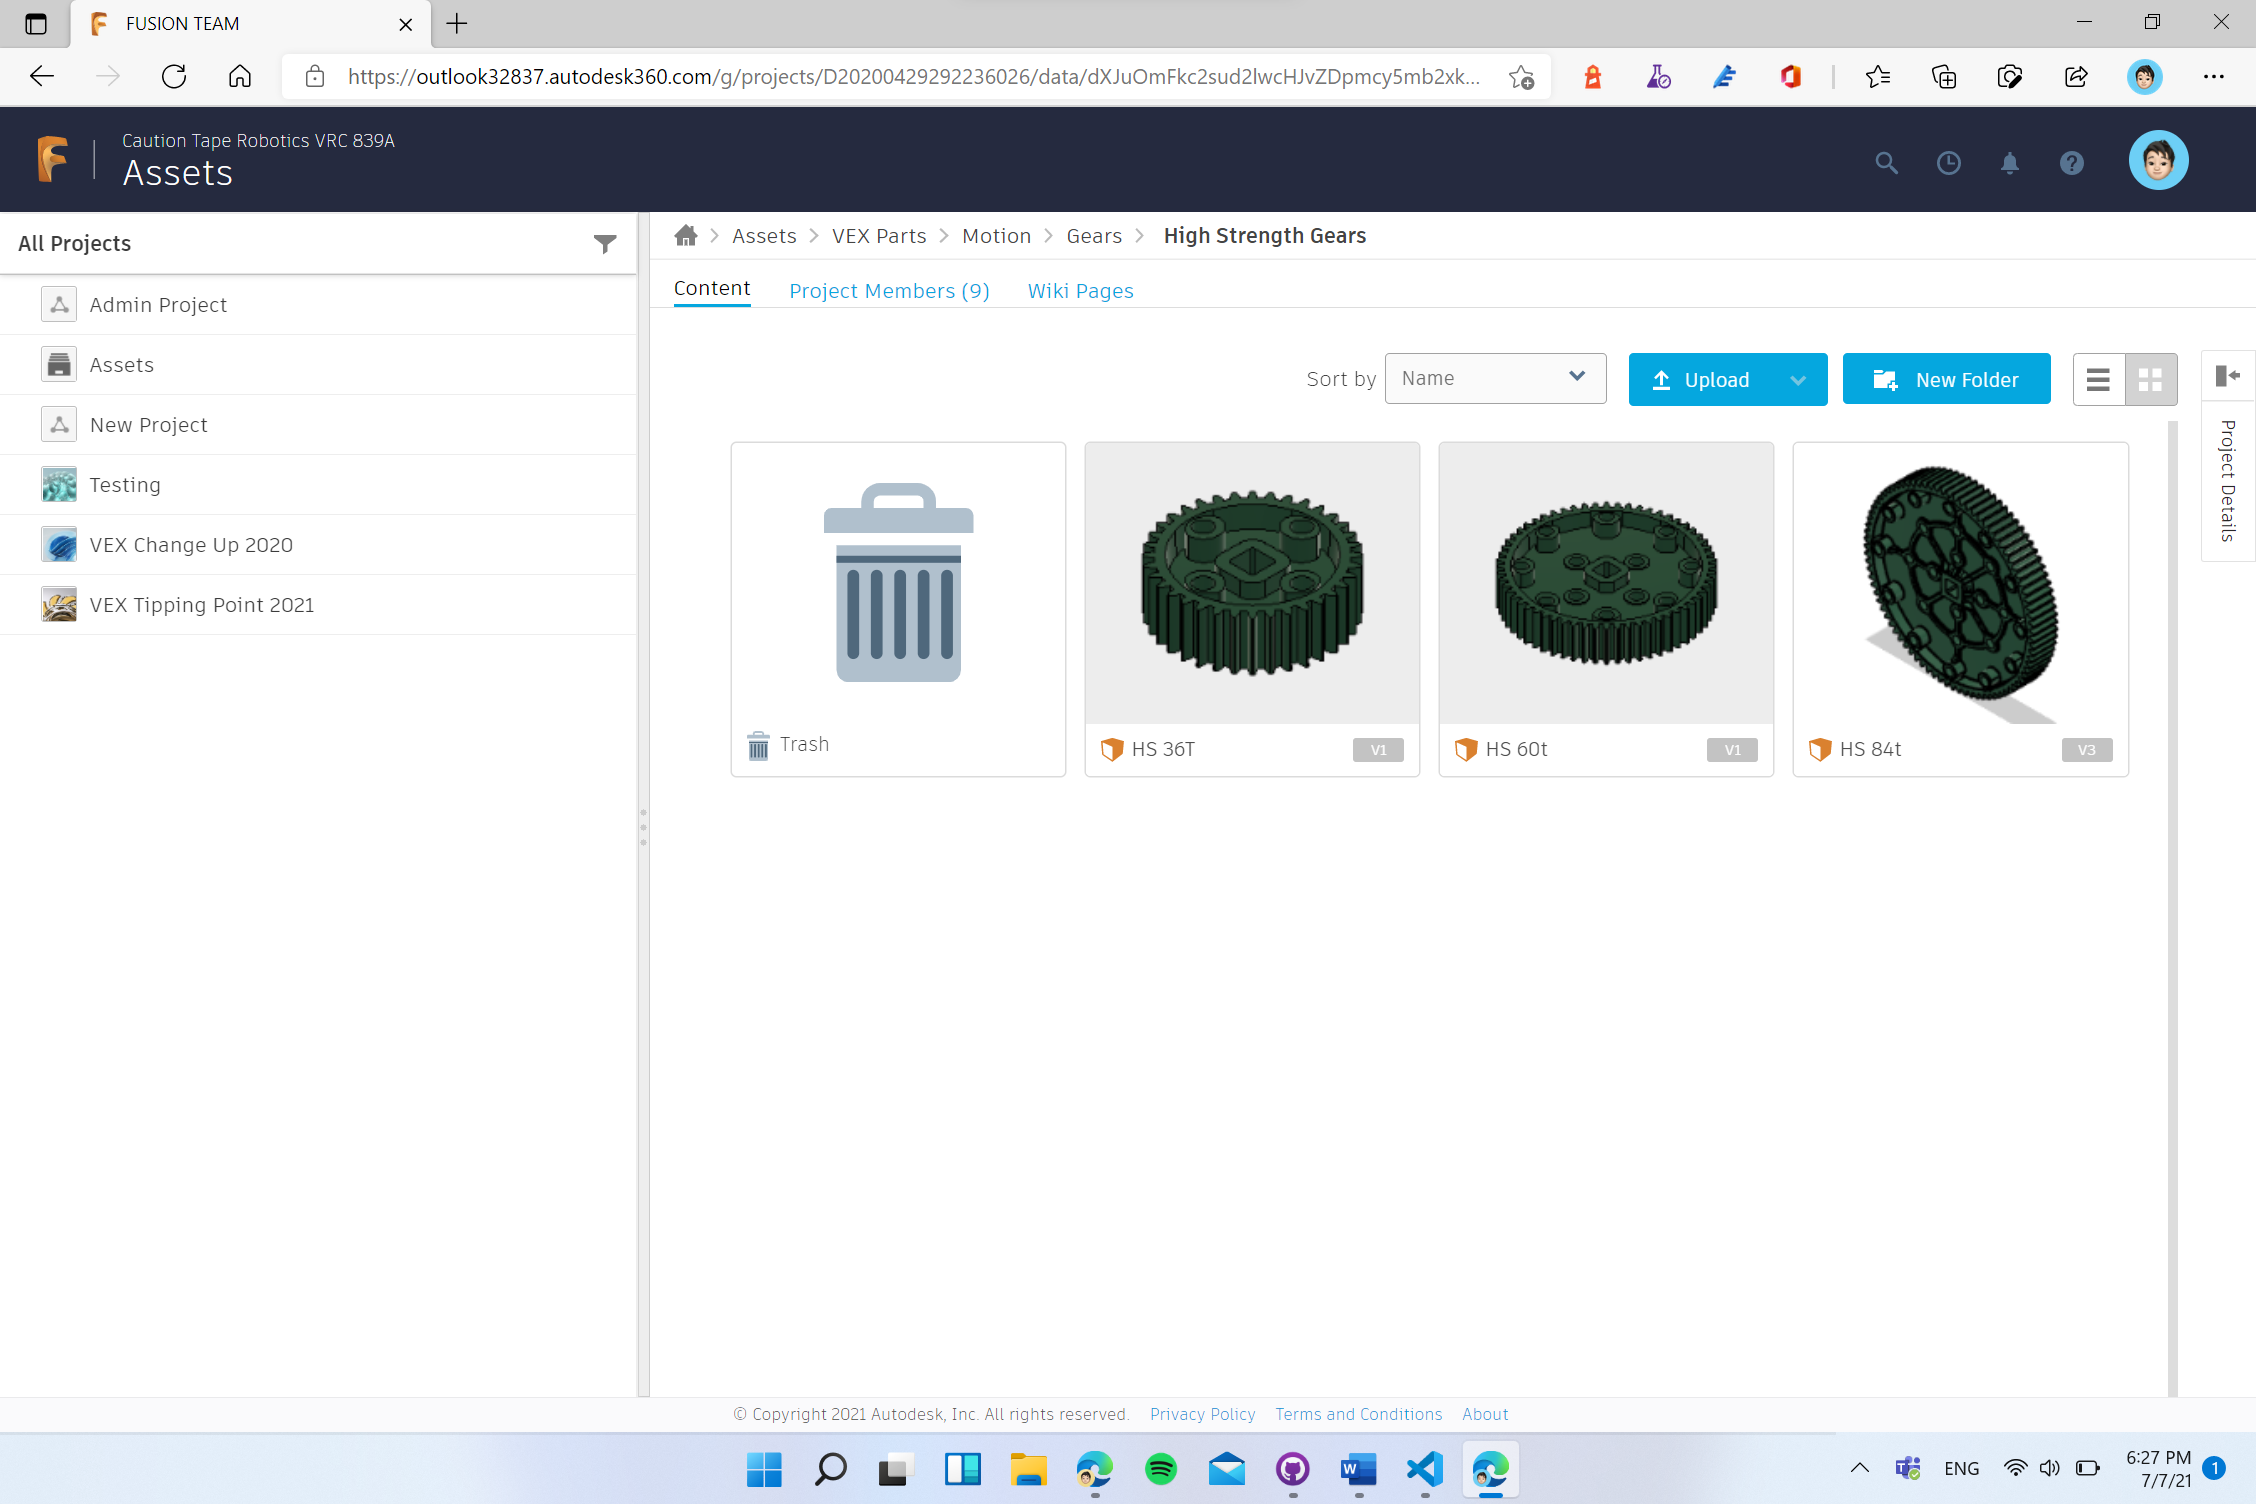 FUSION TEAM
https://outlook32837.autodesk360.com/g/projects/D20200429292236026/data/dXJuOmFkc2sud2lwcHJvZDpmcy5mb2xk...
Caution Tape Robotics VRC 839A
Assets
All Projects
Admin Project
Assets
New Project
Testing
VEX Change Up 2020
VEX Tipping Point 2021
Assets > VEX Parts > Motion > Gears > High Strength Gears
Content Project Members (9) Wiki Pages
Sort by Name Upload New Folder
Project Details
Trash
HS 36T V1
HS 60t V1
HS 84t V3
© Copyright 2021 Autodesk, Inc. All rights reserved. Privacy Policy Terms and Conditions About
ENG
6:27 PM
7/7/21
1